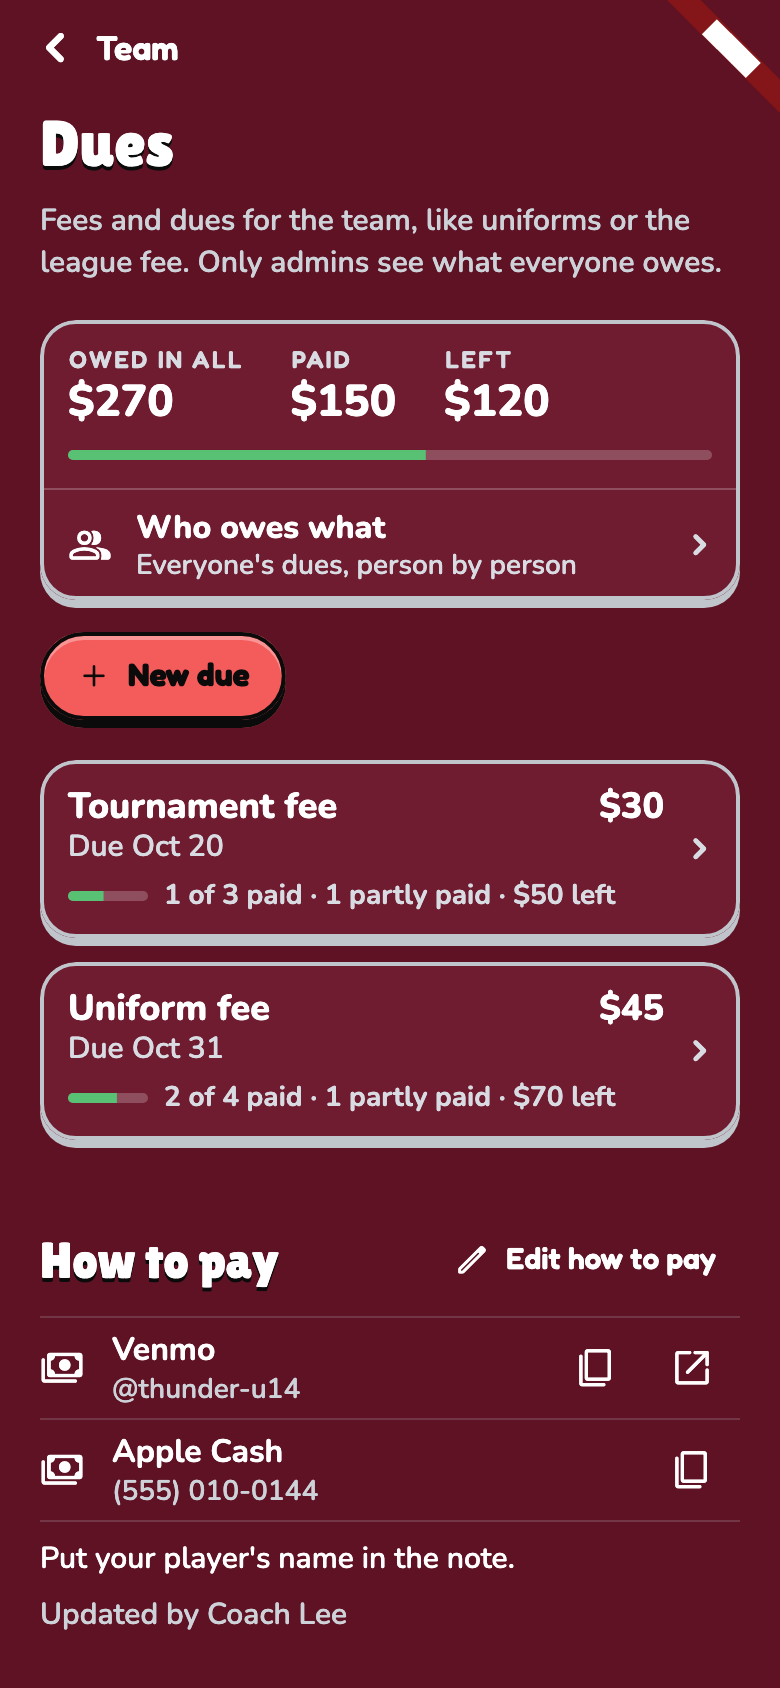 Team
Dues
Fees and dues for the team, like uniforms or the
league fee. Only admins see what everyone owes.
OWED IN ALL PAID LEFT
$270 $150 $120
Who owes what
Everyone's dues, person by person
New due
Tournament fee $30
Due Oct 20
1 of 3 paid · 1 partly paid · $50 left
Uniform fee $45
Due Oct 31
2 of 4 paid · 1 partly paid · $70 left
How to pay Edit how to pay
Venmo
@thunder-u14
Apple Cash
(555) 010-0144
Put your player's name in the note.
Updated by Coach Lee